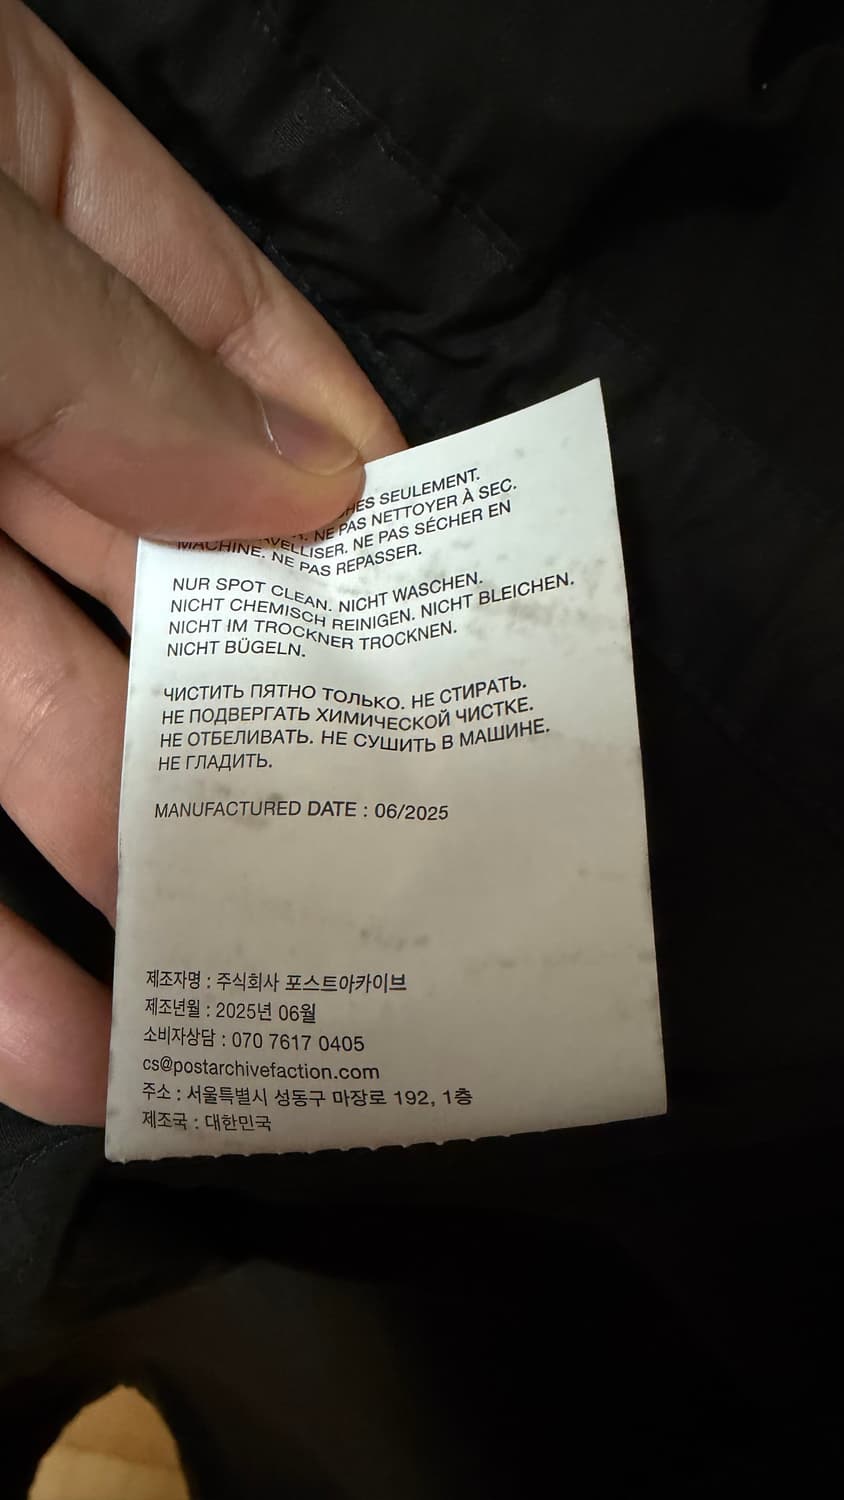 SEULEMENT.
NE PAS NETTOYER À SEC.
NE PAS SÉCHER EN
MACHINE. NE PAS REPASSER.
NUR SPOT CLEAN. NICHT WASCHEN.
NICHT CHEMISCH REINIGEN. NICHT BLEICHEN.
NICHT IM TROCKNER TROCKNEN.
NICHT BÜGELN.
ЧИСТИТЬ ПЯТНО ТОЛЬКО. НЕ СТИРАТЬ.
НЕ ПОДВЕРГАТЬ ХИМИЧЕСКОЙ ЧИСТКЕ.
НЕ ОТБЕЛИВАТЬ. НЕ СУШИТЬ В МАШИНЕ.
НЕ ГЛАДИТЬ.
MANUFACTURED DATE : 06/2025
제조자명 : 주식회사 포스트아카이브
제조년월 : 2025년 06월
소비자상담 : 070 7617 0405
cs@postarchivefaction.com
주소 : 서울특별시 성동구 마장로 192, 1층
제조국 : 대한민국